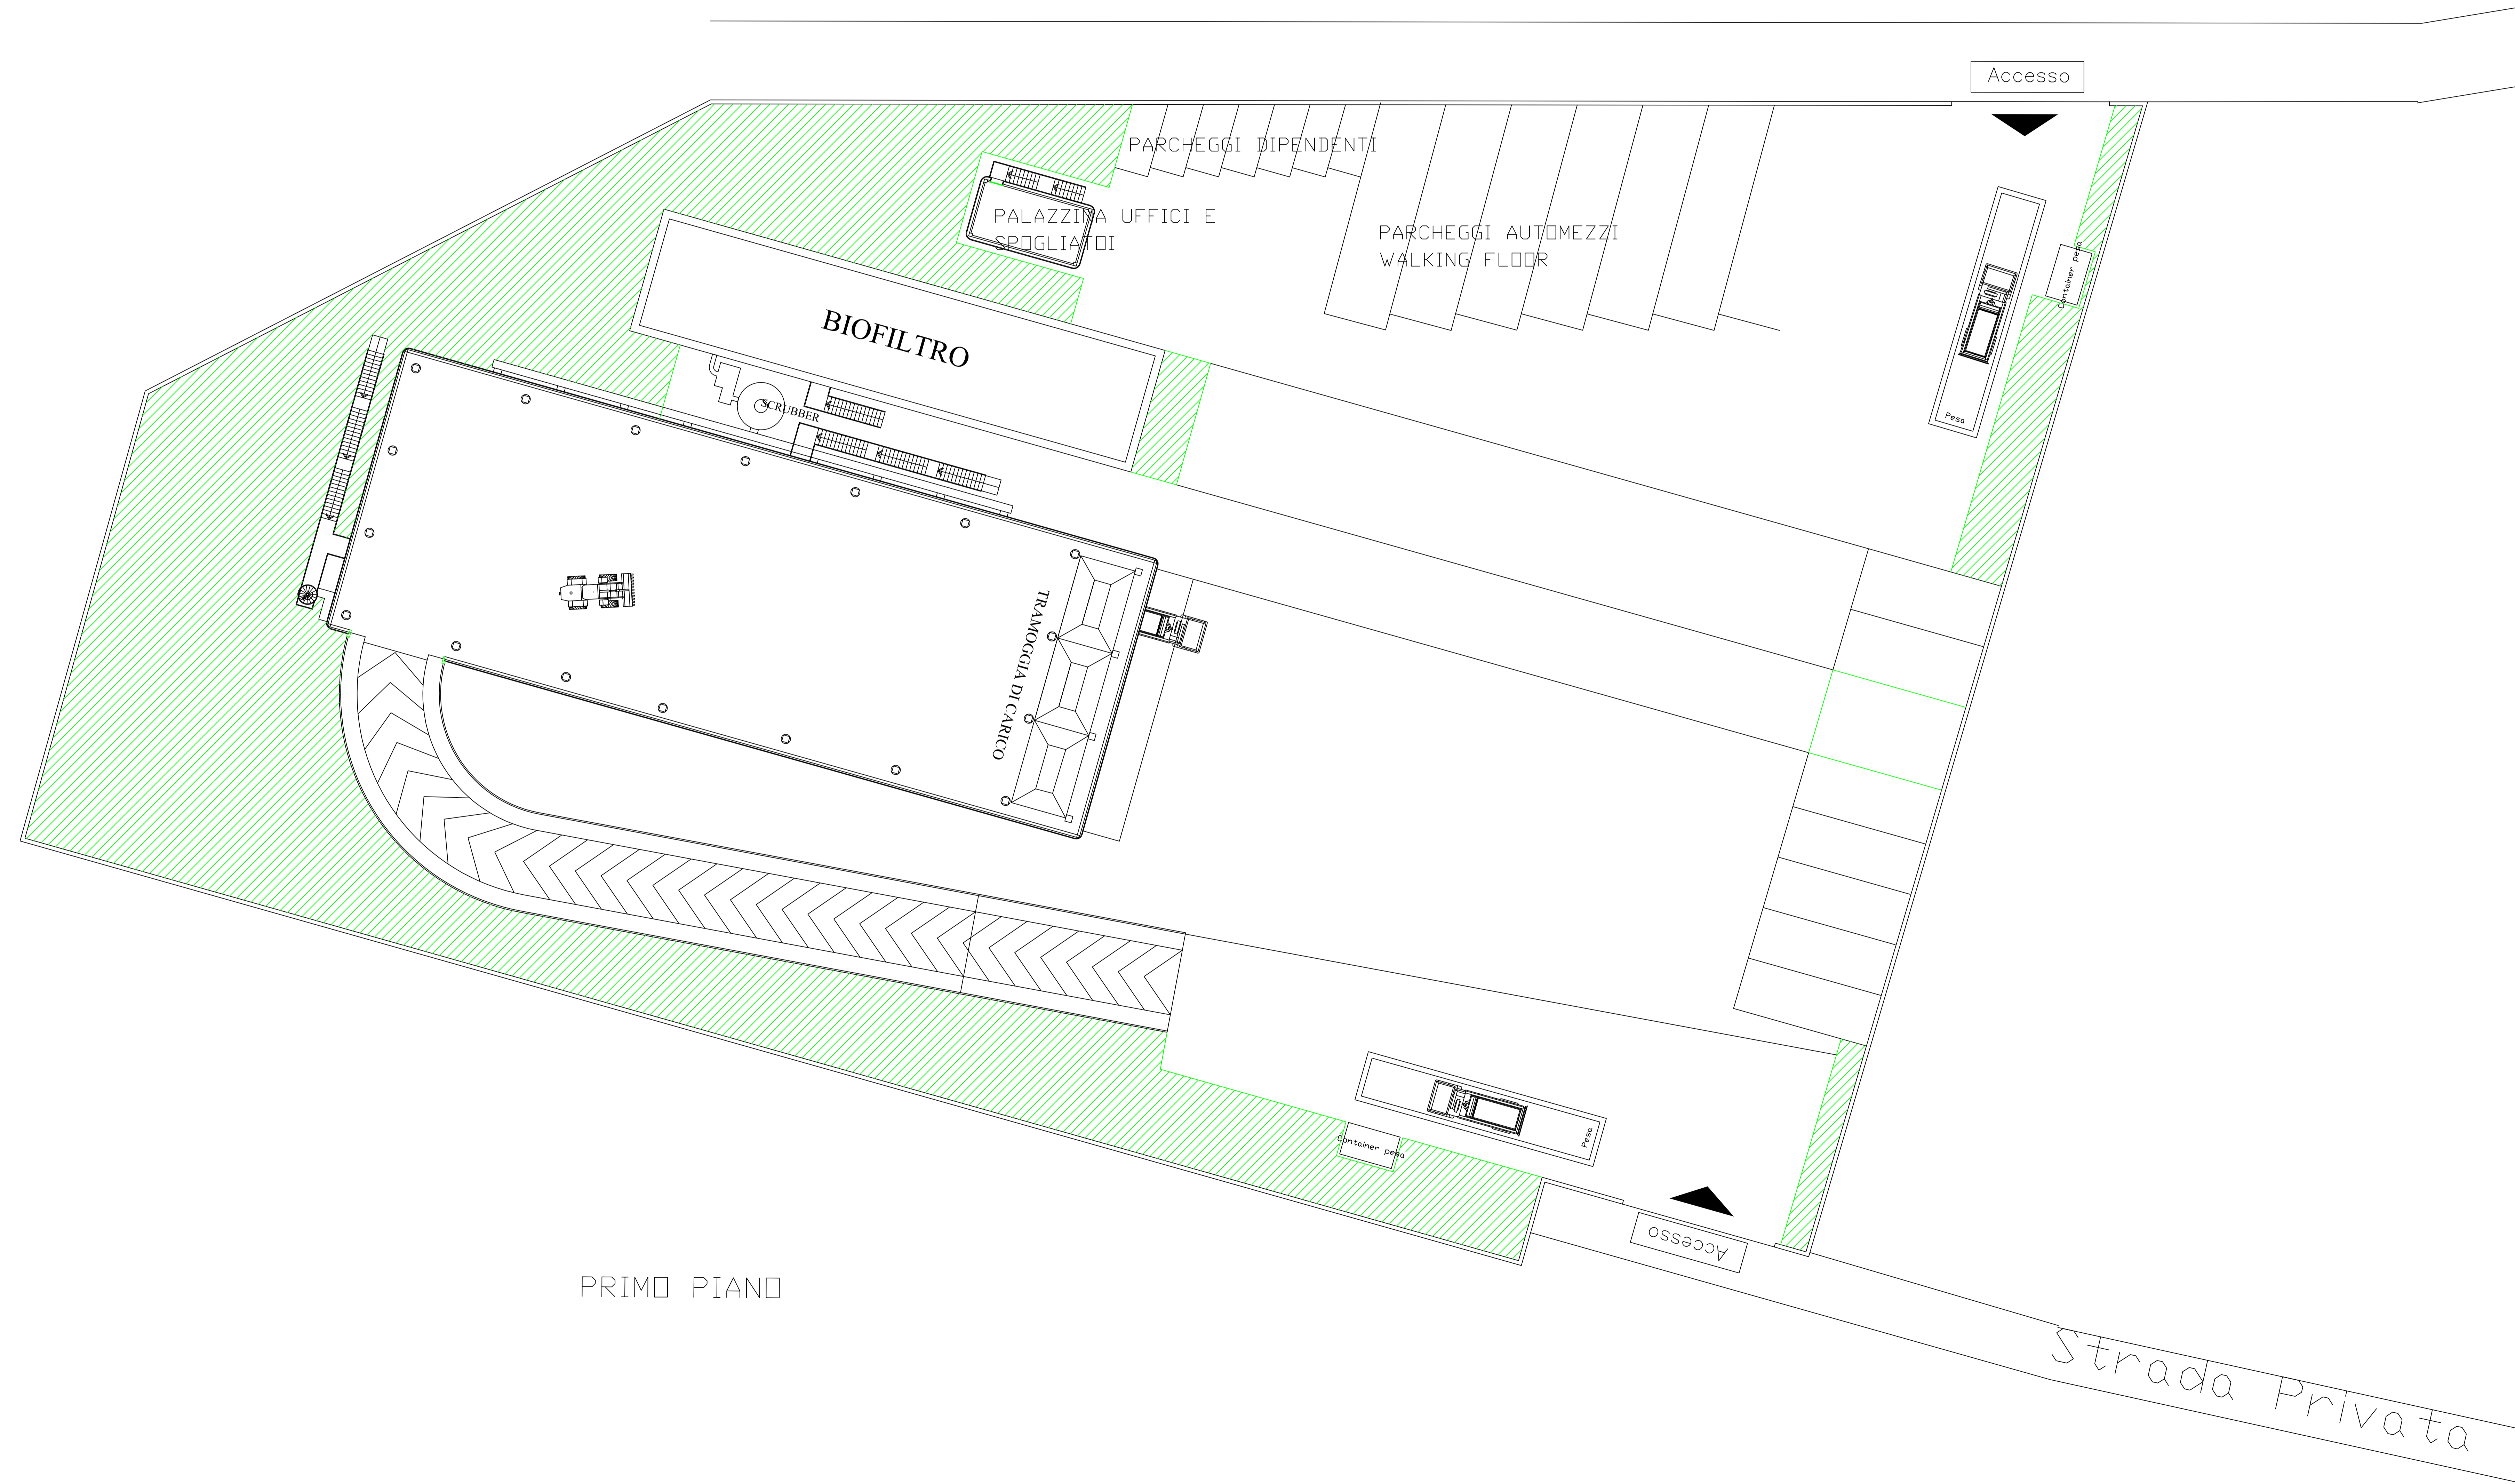 Accesso
PARCHEGGI DIPENDENTI
PALAZZINA UFFICI E
SPOGLIATOI
PARCHEGGI AUTOMEZZI
WALKING FLOOR
Container pesa
BIOFILTRO
SCRUBBER
Pesa
TRAMOGGIA DI CARICO
Container pesa
Pesa
Accesso
PRIMO PIANO
Strada Privata